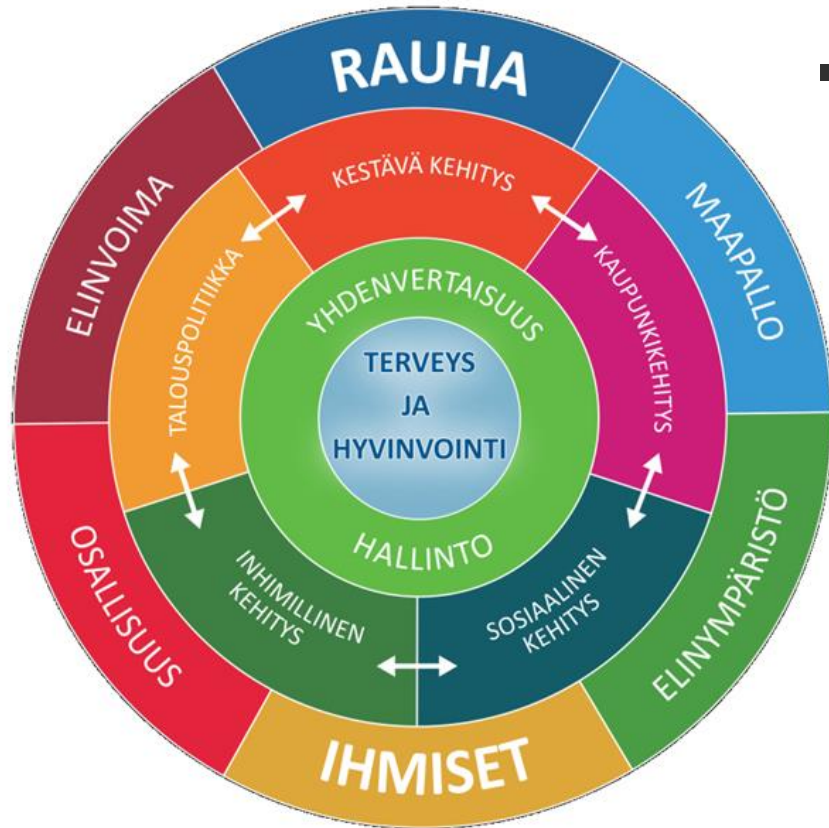 RAUHA
MAAPALLO
ELINYMPÄRISTÖ
IHMISET
OSALLISUUS
ELINVOIMA
KESTÄVÄ KEHITYS
KAUPUNKIKEHITYS
SOSIAALINEN
KEHITYS
INHIMILLINEN
KEHITYS
TALOUSPOLITIIKKA
YHDENVERTAISUUS
HALLINTO
TERVEYS
JA
HYVINVOINTI